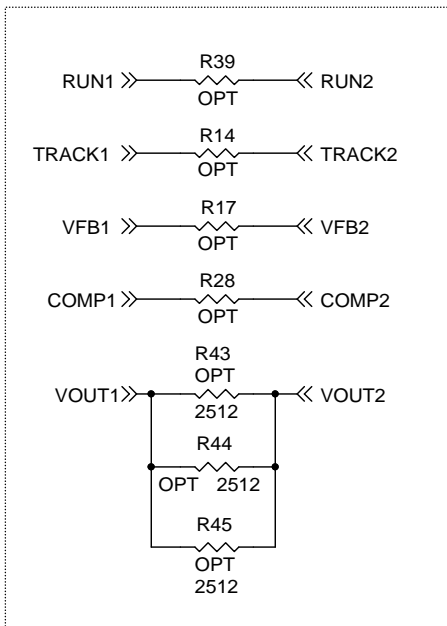 R39
RUN1 RUN2
OPT
R14
TRACK1 TRACK2
OPT
R17
VFB1 VFB2
OPT
R28
COMP1 COMP2
OPT
R43
OPT
VOUT1 VOUT2
2512
R44
OPT 2512
R45
OPT
2512